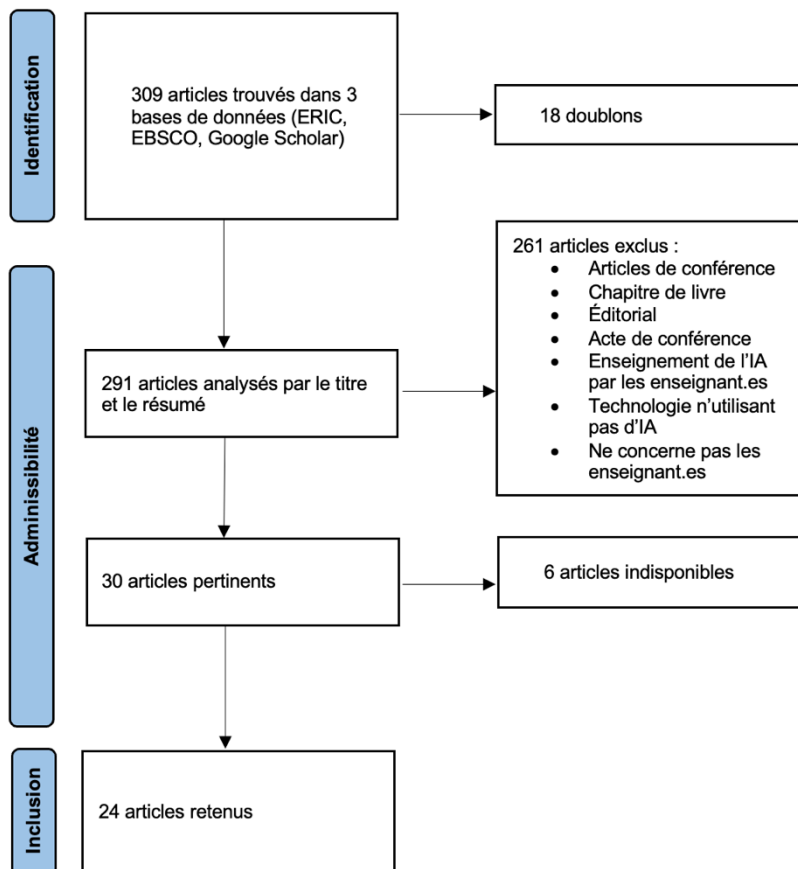 Identification
309 articles trouvés dans 3
bases de données (ERIC,
EBSCO, Google Scholar)
18 doublons
Adminissibilité
291 articles analysés par le titre
et le résumé
261 articles exclus :
• Articles de conférence
• Chapitre de livre
• Éditorial
• Acte de conférence
• Enseignement de l'IA
par les enseignant.es
• Technologie n'utilisant
pas d'IA
• Ne concerne pas les
enseignant.es
30 articles pertinents
6 articles indisponibles
Inclusion
24 articles retenus